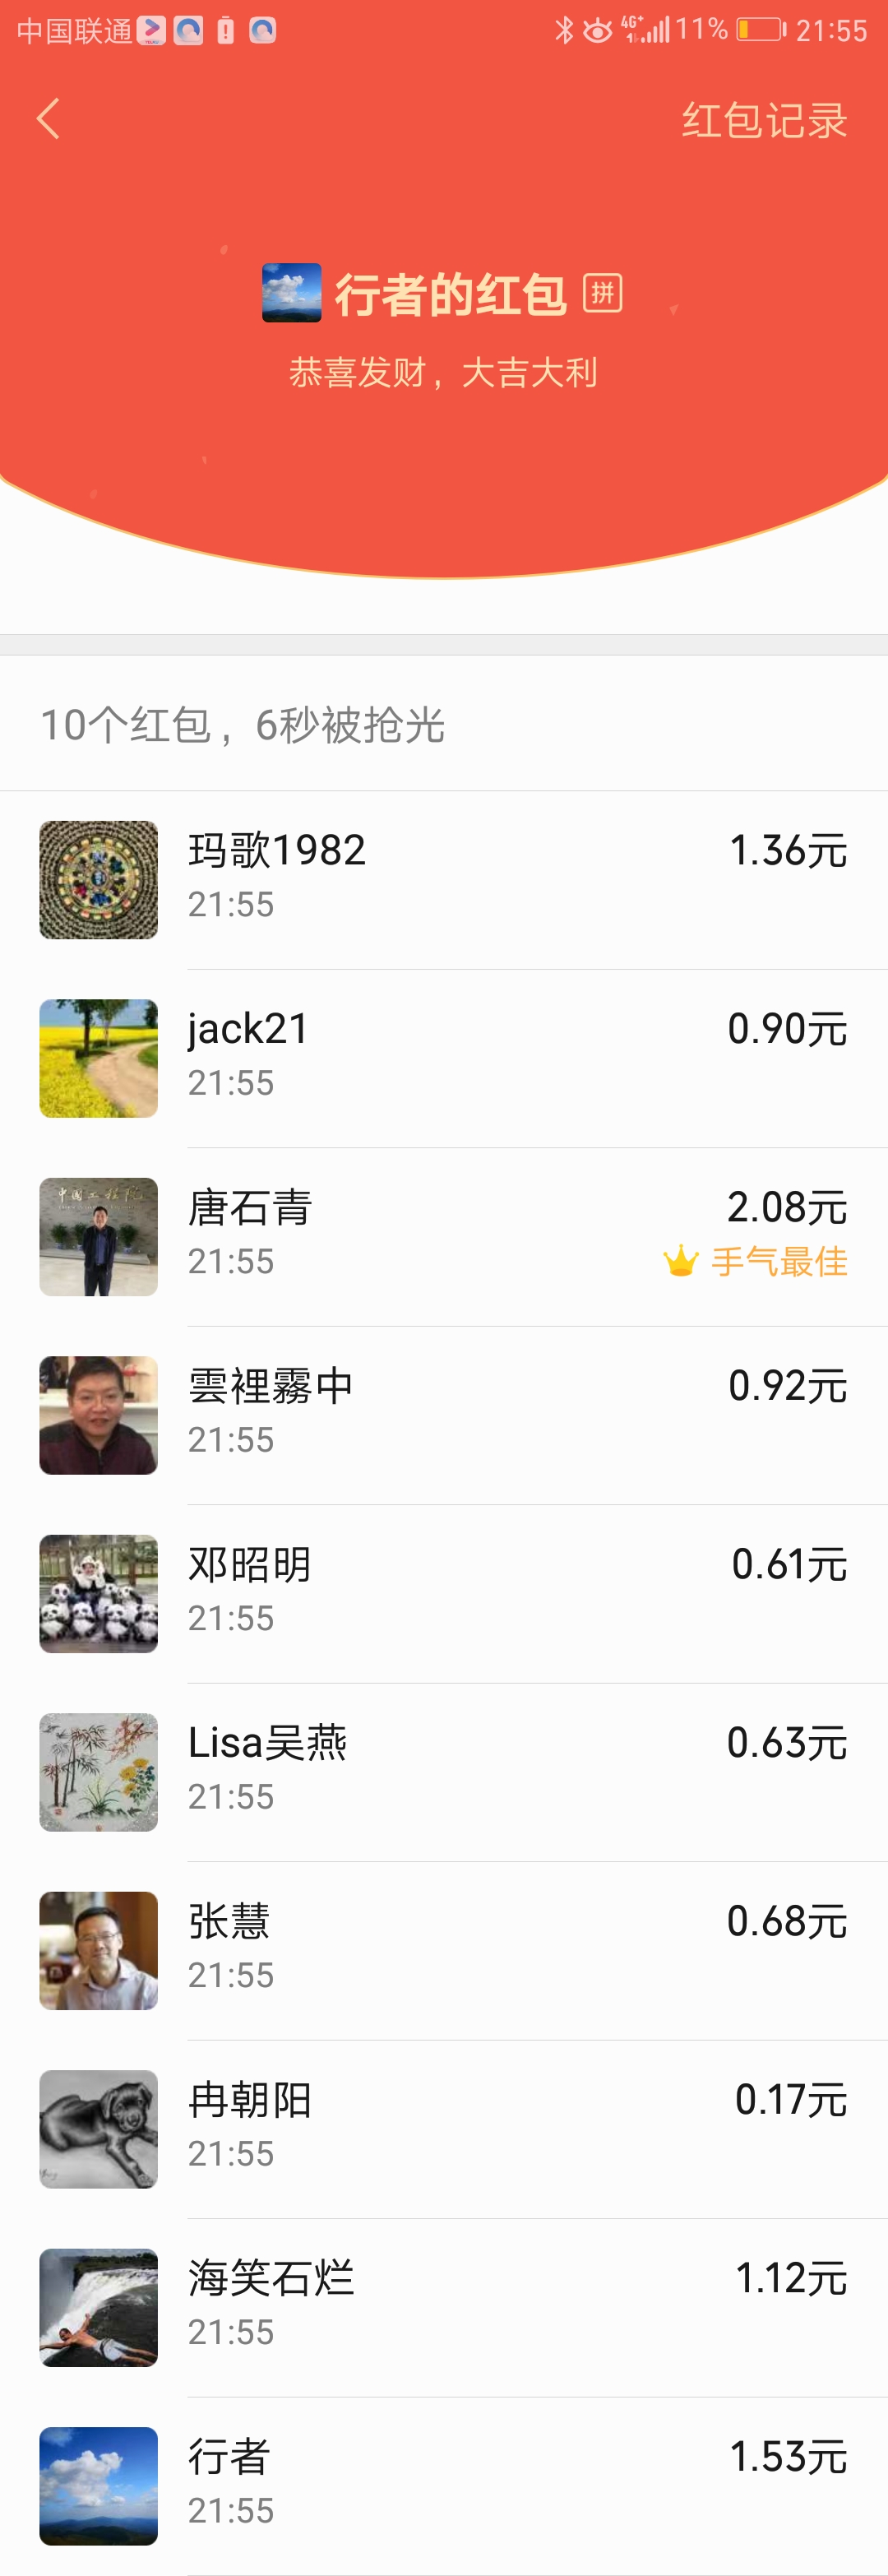 中国联通 4G+ 11% 21:55
红包记录
行者的红包 拼
恭喜发财，大吉大利
10个红包，6秒被抢光
玛歌1982 1.36元
21:55
jack21 0.90元
21:55
中国工程院
唐石青 2.08元
21:55 手气最佳
雲裡霧中 0.92元
21:55
邓昭明 0.61元
21:55
Lisa吴燕 0.63元
21:55
张慧 0.68元
21:55
冉朝阳 0.17元
21:55
海笑石烂 1.12元
21:55
行者 1.53元
21:55